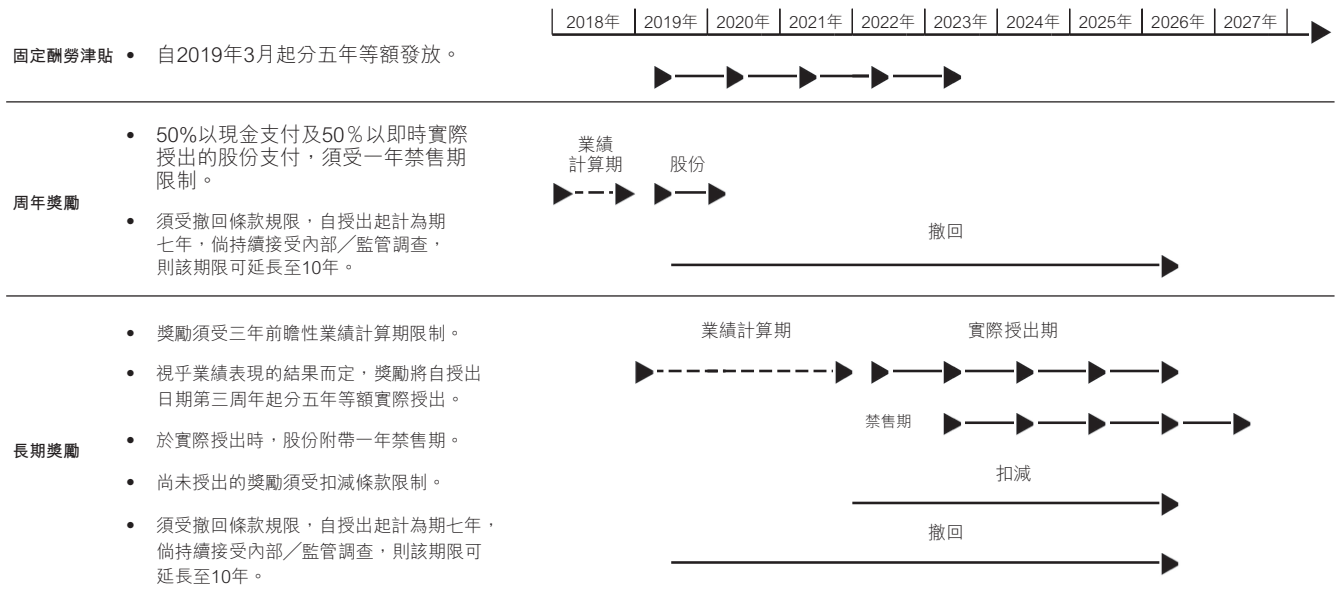 2018年 2019年 2020年 2021年 2022年 2023年 2024年 2025年 2026年 2027年
固定酬勞津貼 • 自2019年3月起分五年等額發放。
周年獎勵
• 50%以現金支付及50%以即時實際
授出的股份支付,須受一年禁售期
限制。
• 須受撤回條款規限,自授出起計為期
七年,倘持續接受內部╱監管調查,
則該期限可延長至10年。
業績
計算期
股份
撤回
長期獎勵
• 獎勵須受三年前瞻性業績計算期限制。
• 視乎業績表現的結果而定,獎勵將自授出
日期第三周年起分五年等額實際授出。
• 於實際授出時,股份附帶一年禁售期。
• 尚未授出的獎勵須受扣減條款限制。
• 須受撤回條款規限,自授出起計為期七年,
倘持續接受內部╱監管調查,則該期限可
延長至10年。
業績計算期
實際授出期
禁售期
扣減
撤回